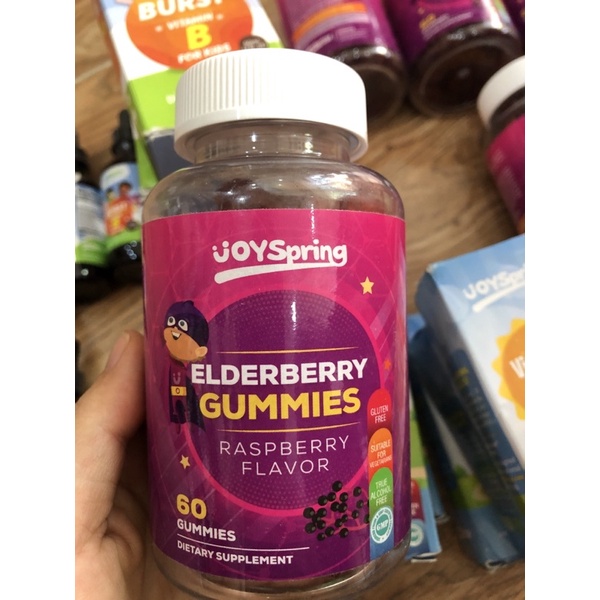 BURST
VITAMIN
B
FOR KIDS
JOYSpring
ELDERBERRY
GUMMIES
RASPBERRY
FLAVOR
60
GUMMIES
DIETARY SUPPLEMENT
GLUTEN
FREE
SUITABLE
FOR
VEGETARIANS
TRUE
ALCOHOL
FREE
GMP
JOYSpring